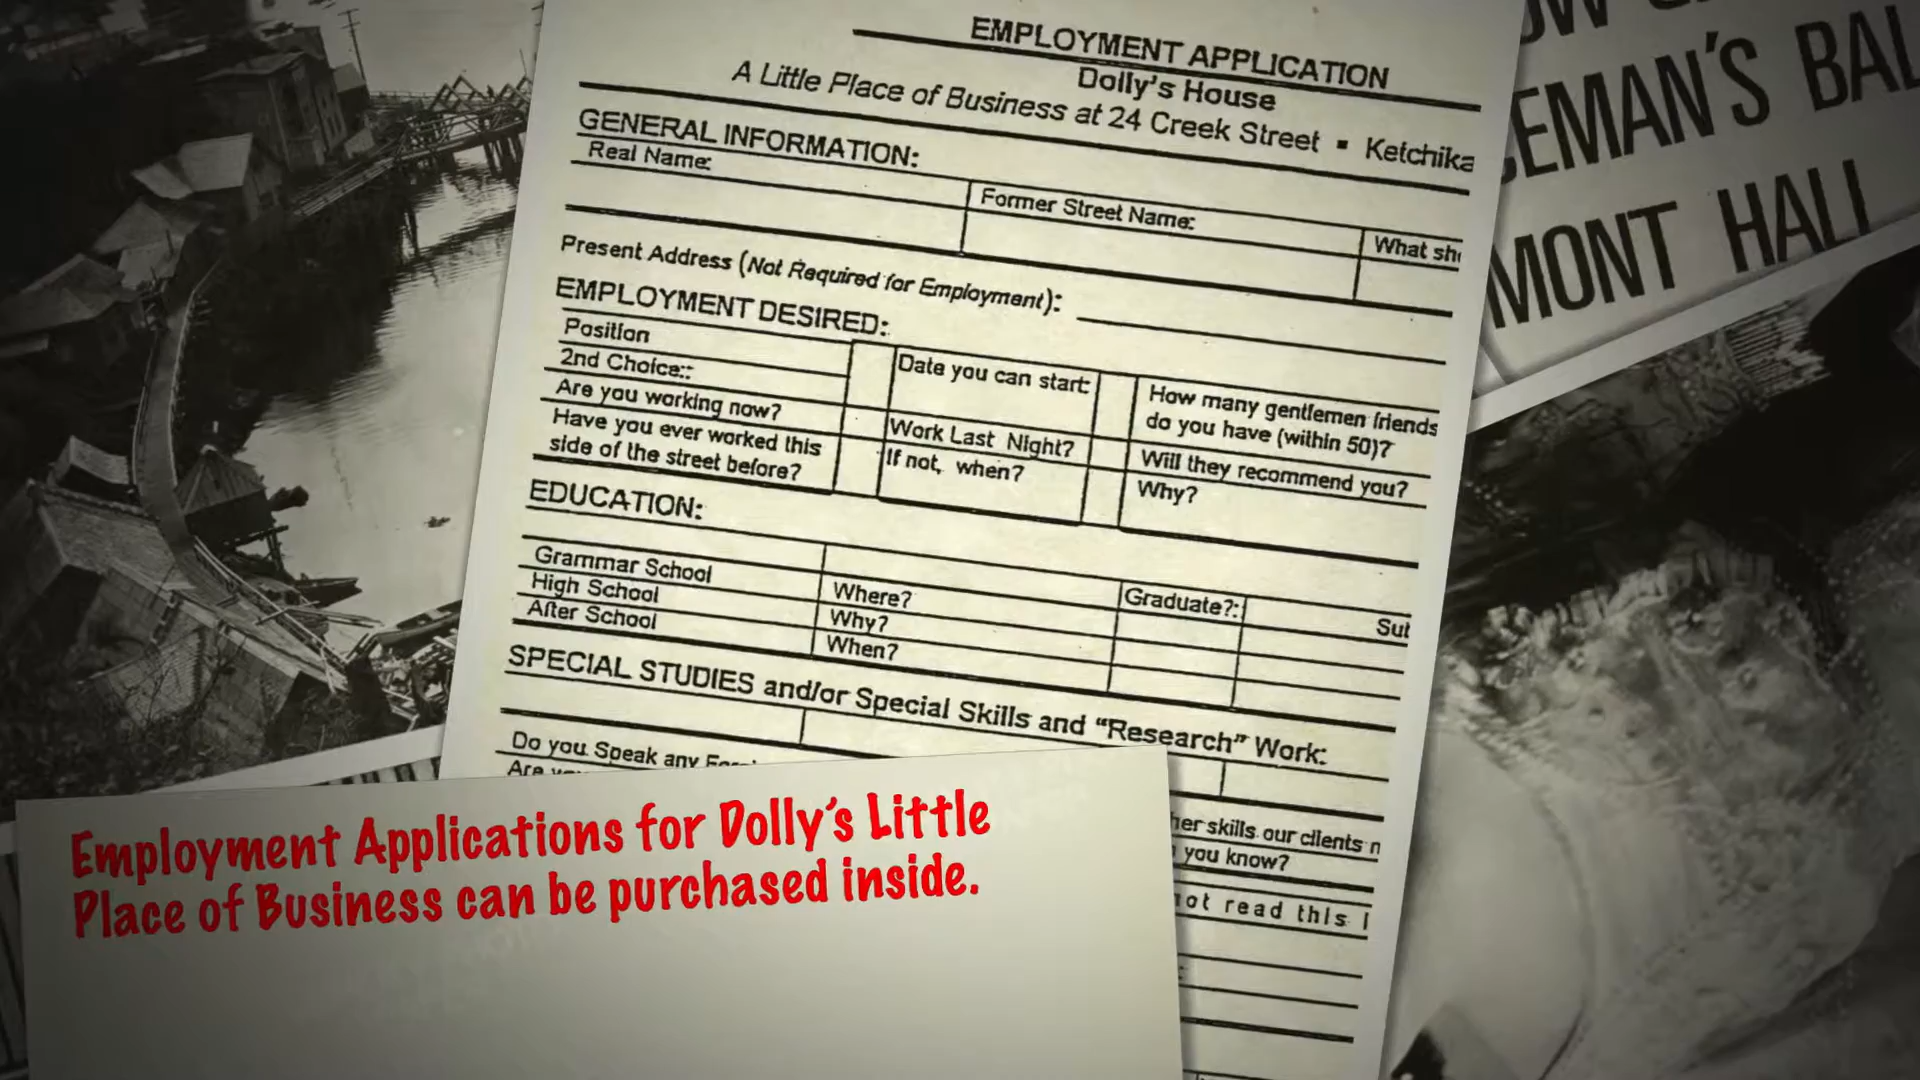 EMPLOYMENT APPLICATION
Dolly's House
A Little Place of Business at 24 Creek Street ▪ Ketchika
GENERAL INFORMATION:
Real Name:
Former Street Name:
What sh
Present Address (Not Required for Employment):
EMPLOYMENT DESIRED:
Position
2nd Choice::
Are you working now?
Have you ever worked this
side of the street before?
Date you can start:
Work Last Night?
If not, when?
How many gentlemen friends
do you have (within 50)?
Will they recommend you?
Why?
EDUCATION:
Grammar School
High School
After School
Where?
Why?
When?
Graduate?:
SPECIAL STUDIES and/or Special Skills and "Research" Work:
Do you Speak any
Are
her skills our clients
you know?
not read this
EMAN'S BAL
MONT HALL
Employment Applications for Dolly's Little
Place of Business can be purchased inside.